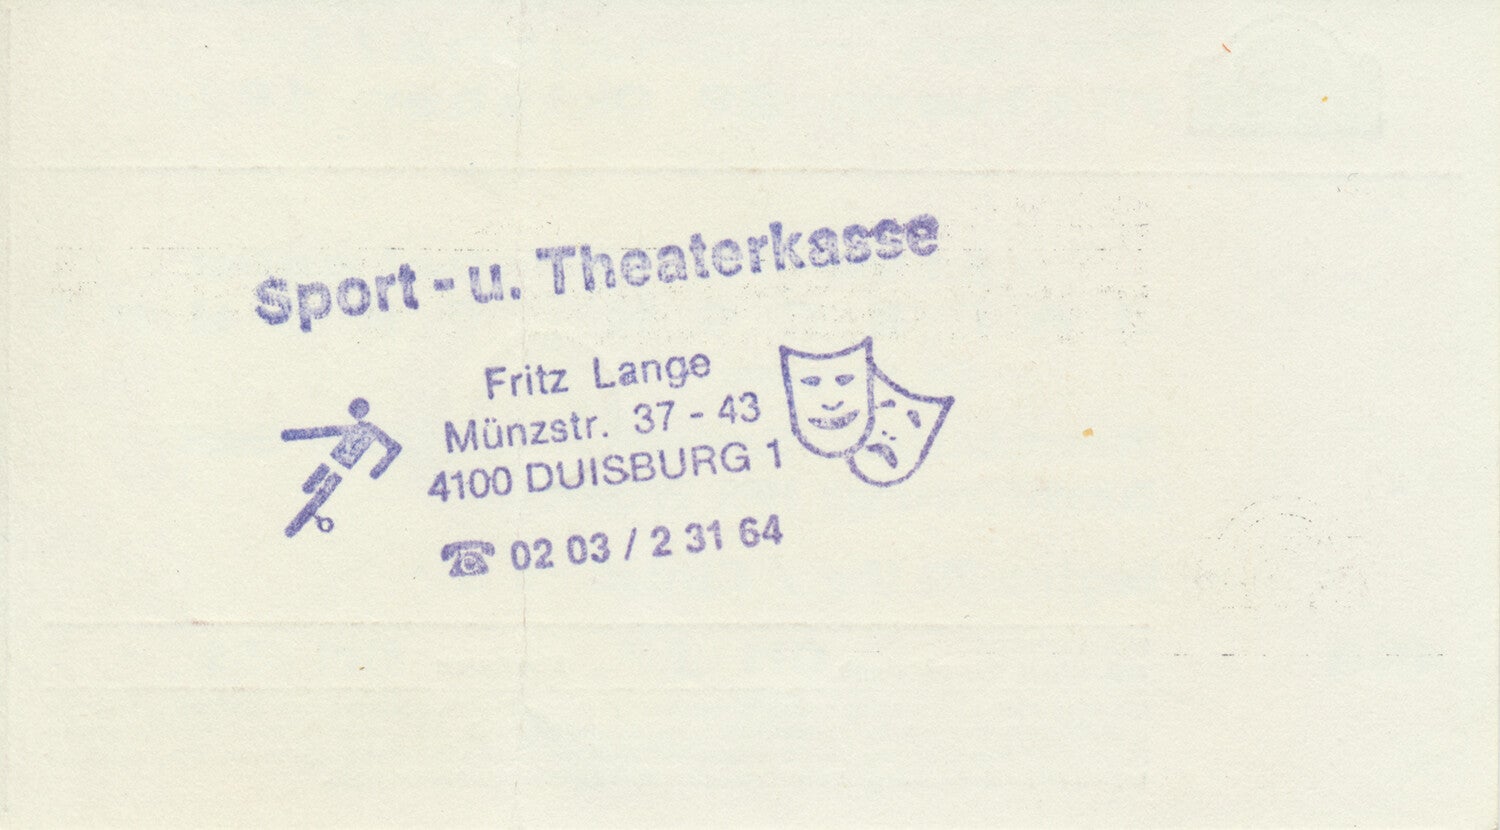 Sport - u. Theaterkasse
Fritz Lange
Münzstr. 37 - 43
4100 DUISBURG 1
☎ 02 03 / 2 31 64